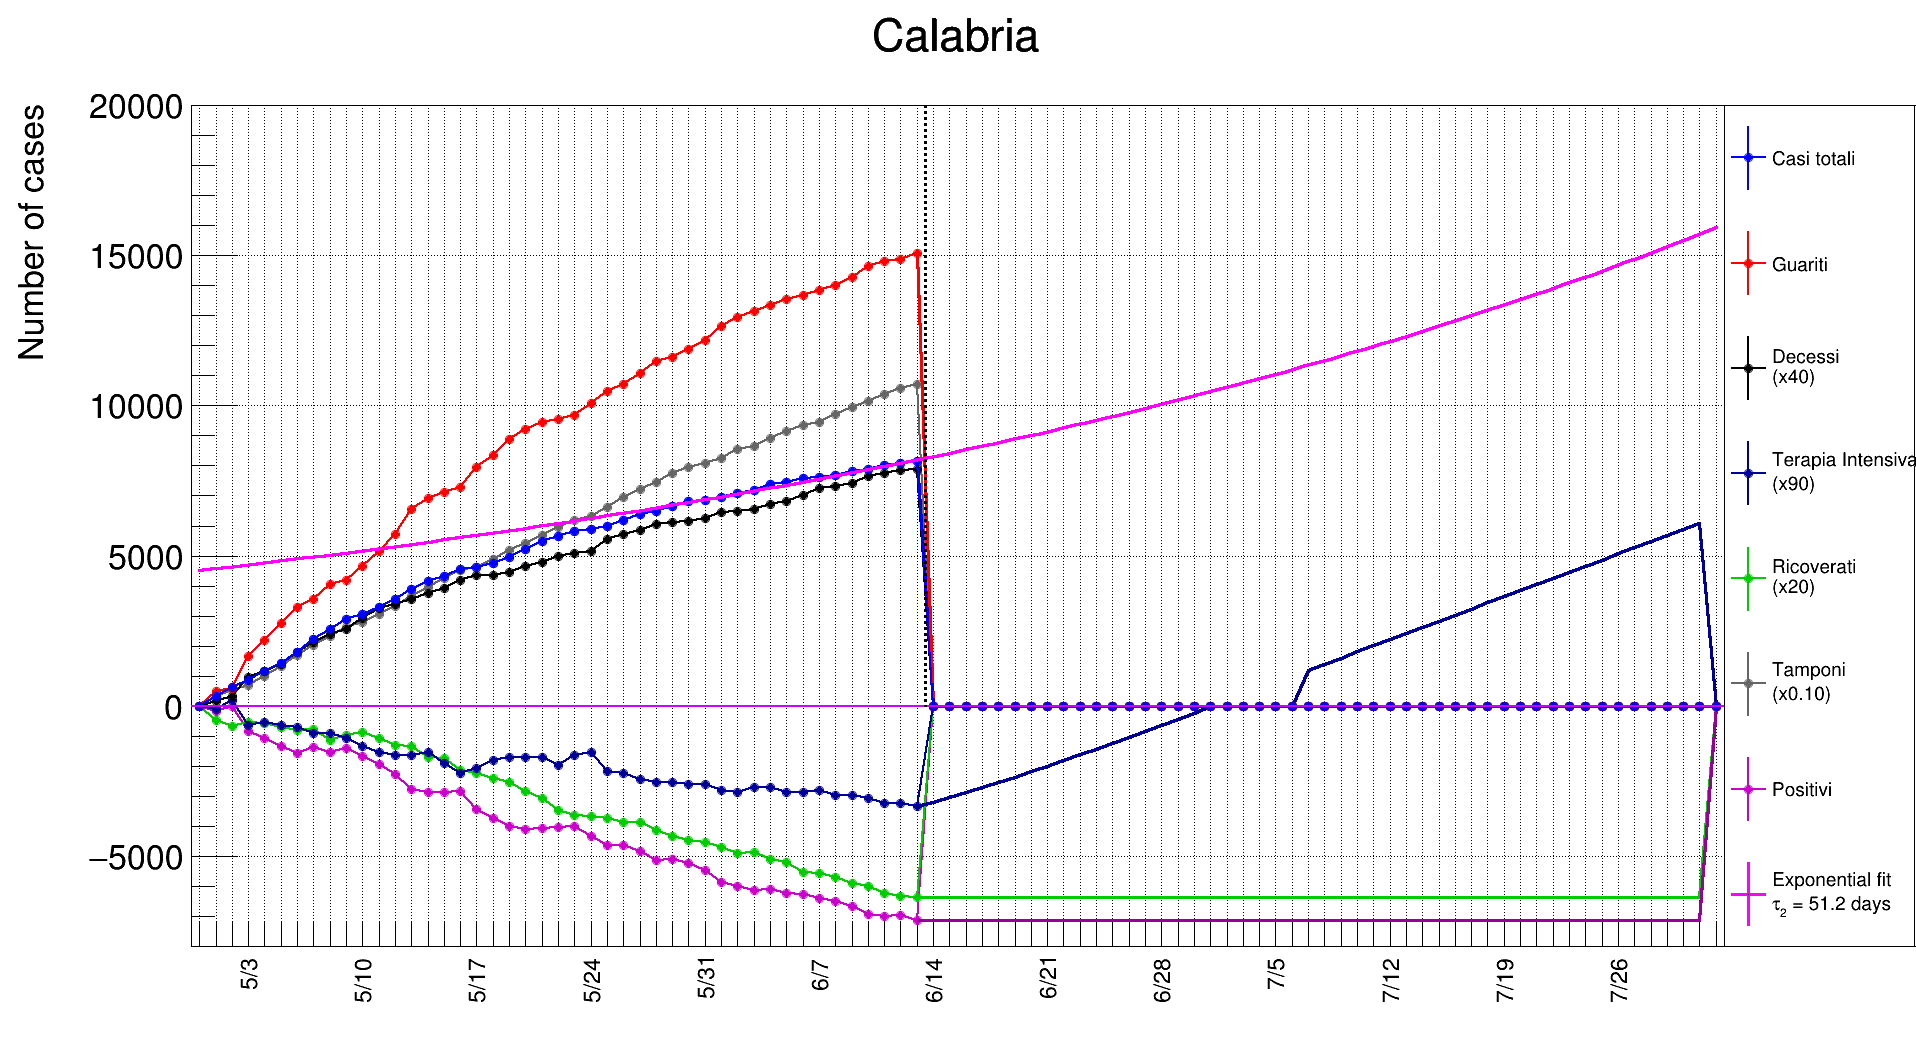 Calabria
Number of cases
20000
15000
10000
5000
0
−5000
5/3
5/10
5/17
5/24
5/31
6/7
6/14
6/21
6/28
7/5
7/12
7/19
7/26
Casi totali
Guariti
Decessi
(x40)
Terapia Intensiva
(x90)
Ricoverati
(x20)
Tamponi
(x0.10)
Positivi
Exponential fit
τ2 = 51.2 days